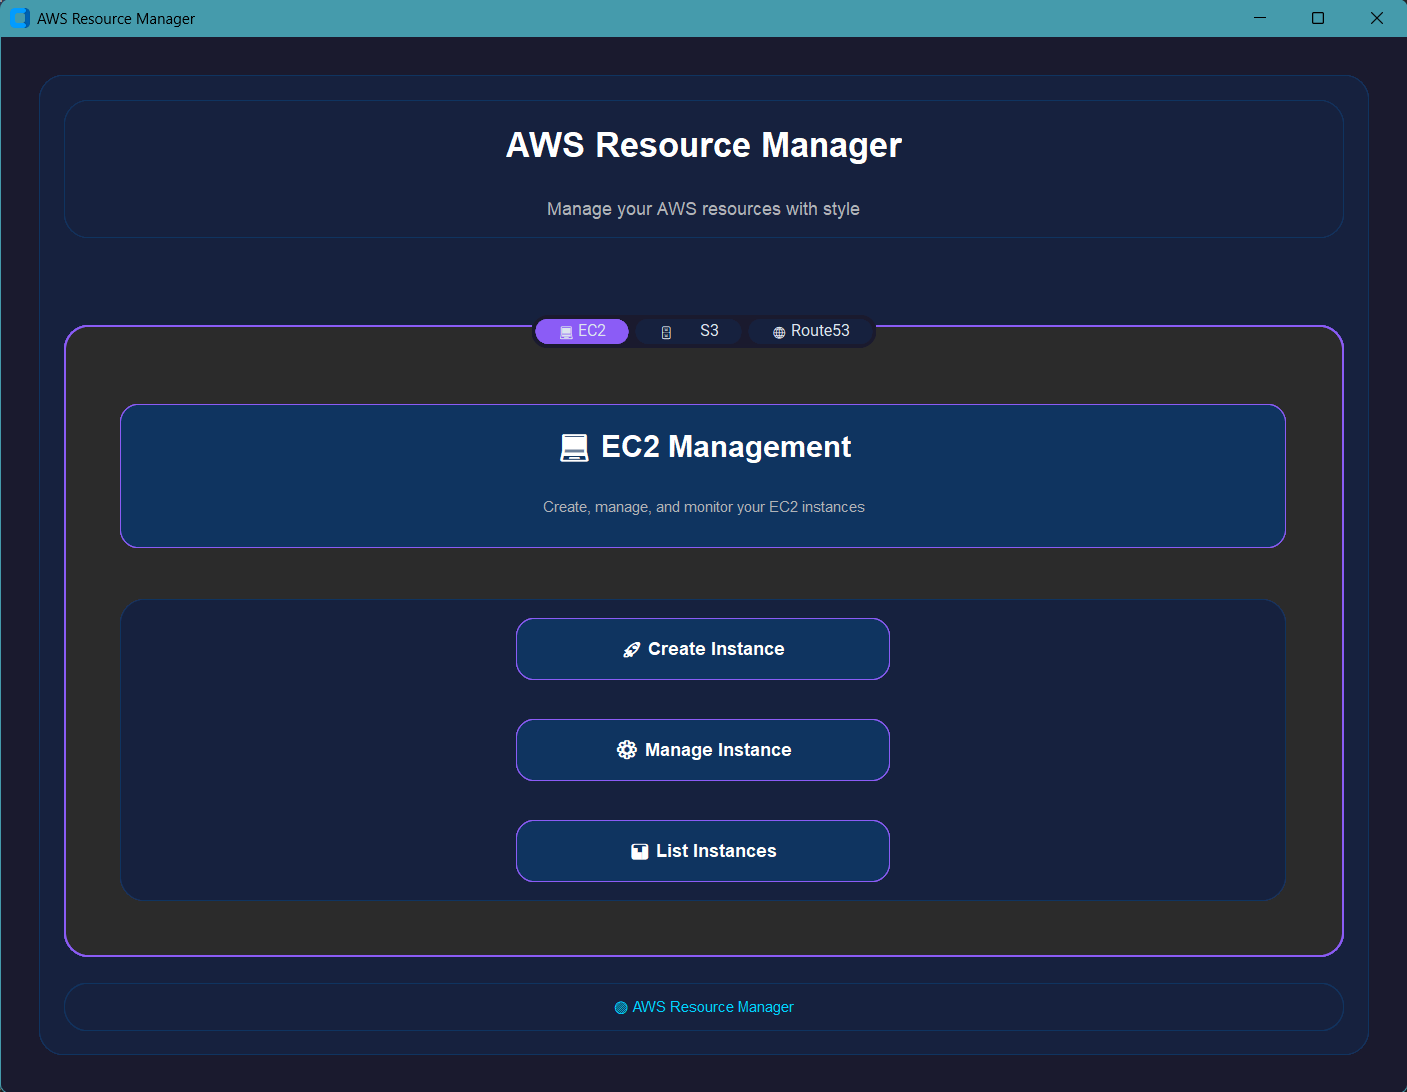 AWS Resource Manager
AWS Resource Manager
Manage your AWS resources with style
EC2 S3 Route53
EC2 Management
Create, manage, and monitor your EC2 instances
Create Instance
Manage Instance
List Instances
AWS Resource Manager